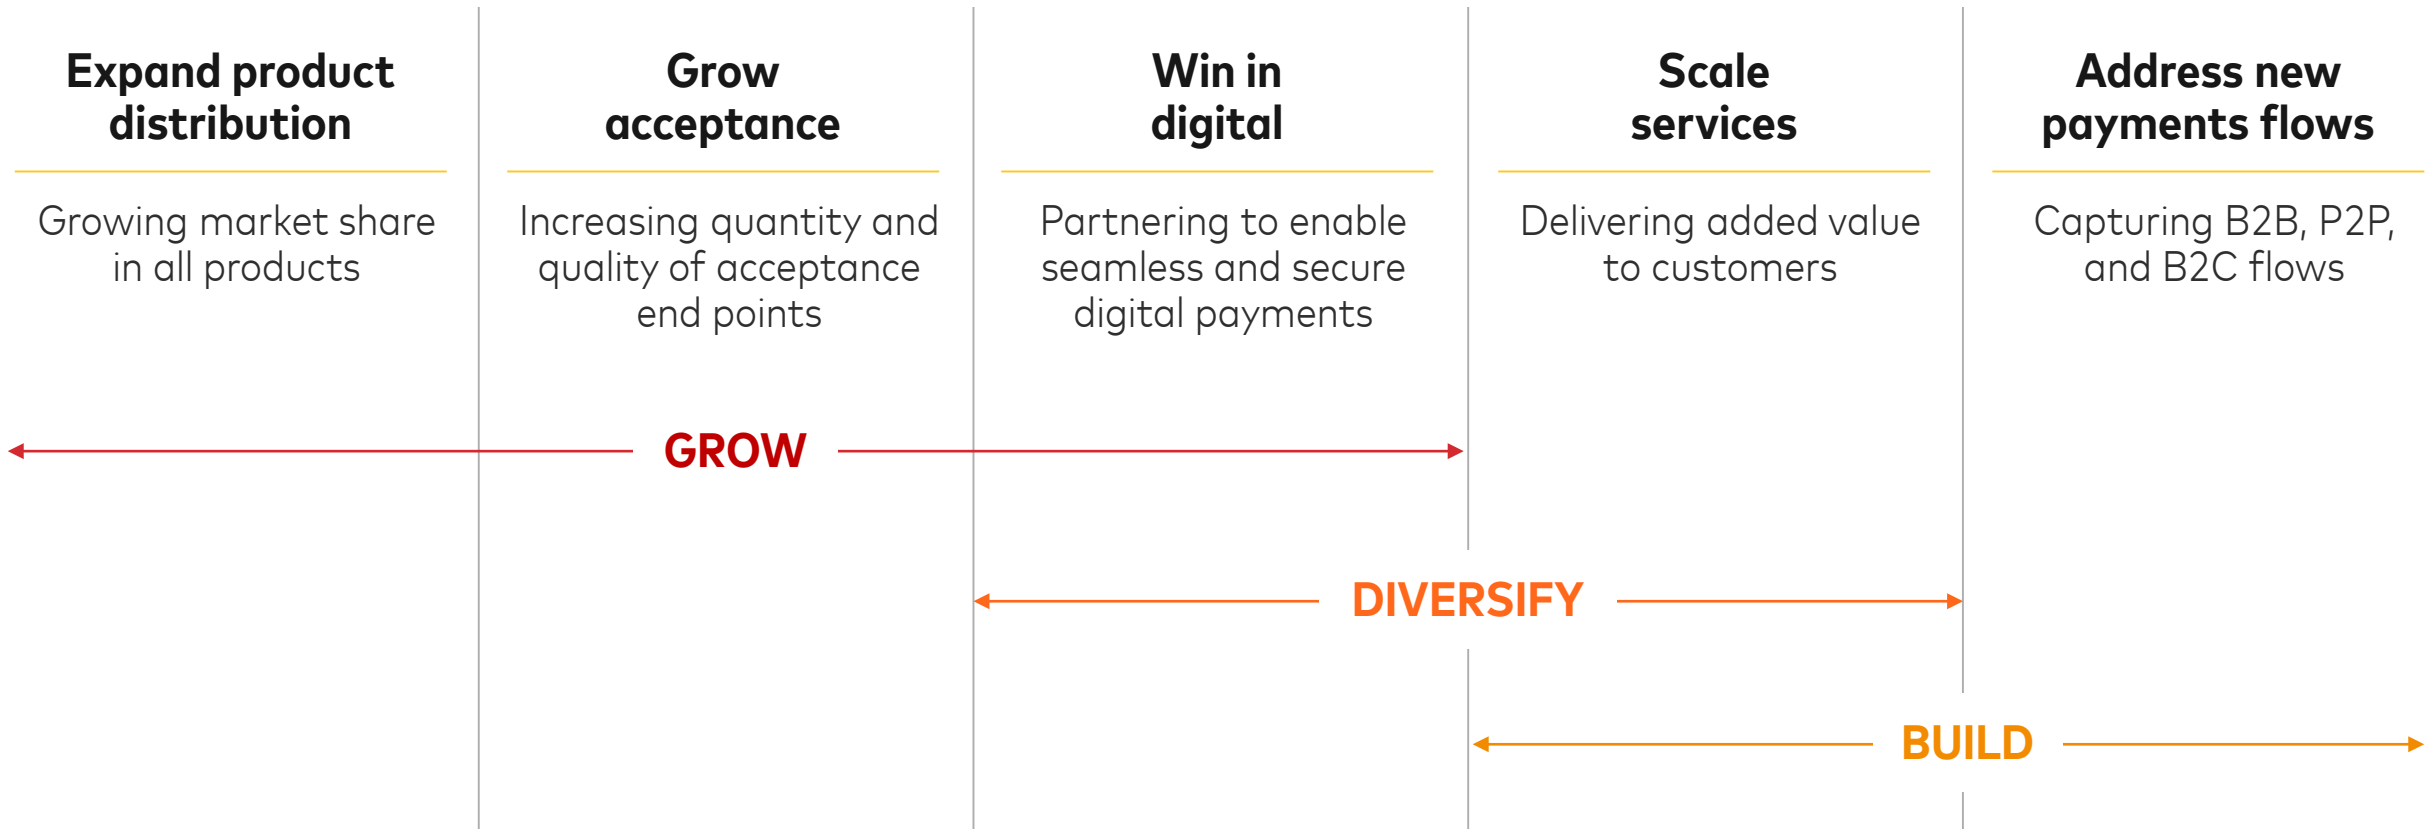 Expand product
distribution
Growing market share
in all products
Grow
acceptance
Increasing quantity and
quality of acceptance
end points
Win in
digital
Partnering to enable
seamless and secure
digital payments
Scale
services
Delivering added value
to customers
Address new
payments flows
Capturing B2B, P2P,
and B2C flows
GROW
DIVERSIFY
BUILD